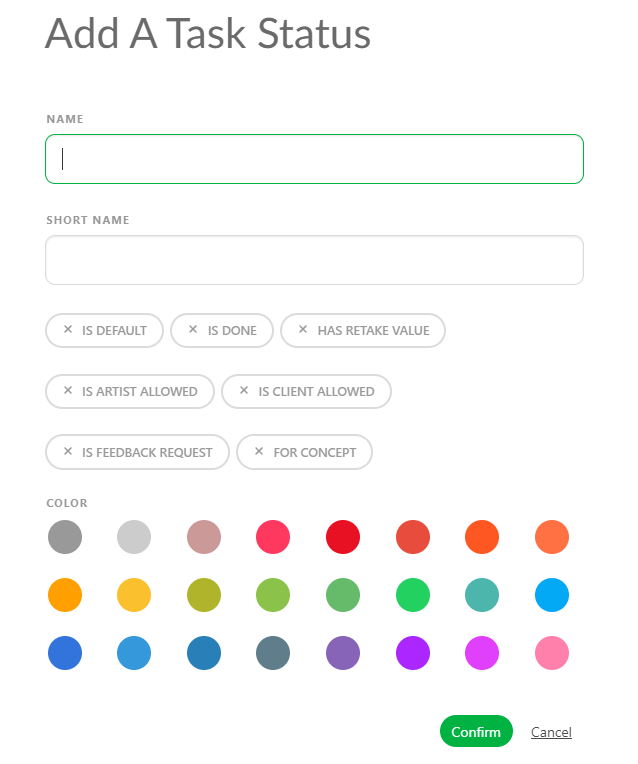 Add A Task Status
NAME
SHORT NAME
× IS DEFAULT × IS DONE × HAS RETAKE VALUE
× IS ARTIST ALLOWED × IS CLIENT ALLOWED
× IS FEEDBACK REQUEST × FOR CONCEPT
COLOR
Confirm Cancel